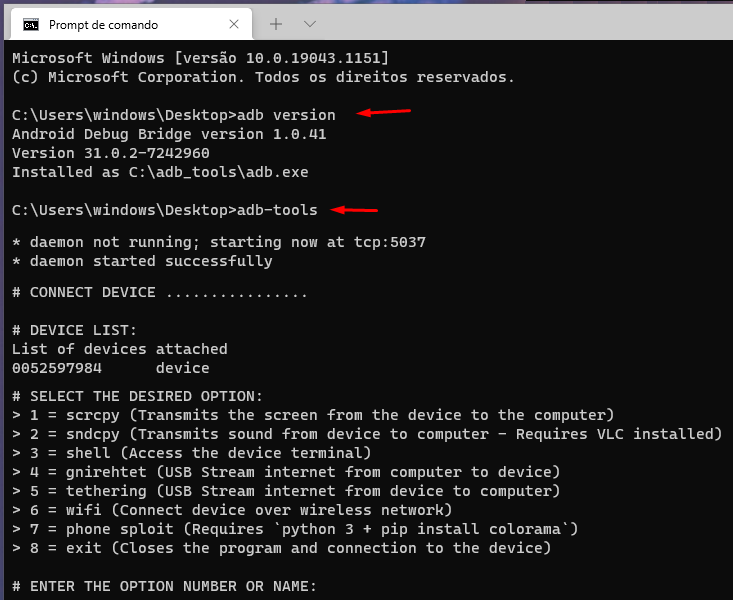 Prompt de comando
Microsoft Windows [versão 10.0.19043.1151]
(c) Microsoft Corporation. Todos os direitos reservados.
C:\Users\windows\Desktop>adb version
Android Debug Bridge version 1.0.41
Version 31.0.2-7242960
Installed as C:\adb_tools\adb.exe
C:\Users\windows\Desktop>adb-tools
* daemon not running; starting now at tcp:5037
* daemon started successfully
# CONNECT DEVICE ................
# DEVICE LIST:
List of devices attached
0052597984      device
# SELECT THE DESIRED OPTION:
> 1 = scrcpy (Transmits the screen from the device to the computer)
> 2 = sndcpy (Transmits sound from device to computer - Requires VLC installed)
> 3 = shell (Access the device terminal)
> 4 = gnirehtet (USB Stream internet from computer to device)
> 5 = tethering (USB Stream internet from device to computer)
> 6 = wifi (Connect device over wireless network)
> 7 = phone sploit (Requires `python 3 + pip install colorama`)
> 8 = exit (Closes the program and connection to the device)
# ENTER THE OPTION NUMBER OR NAME: